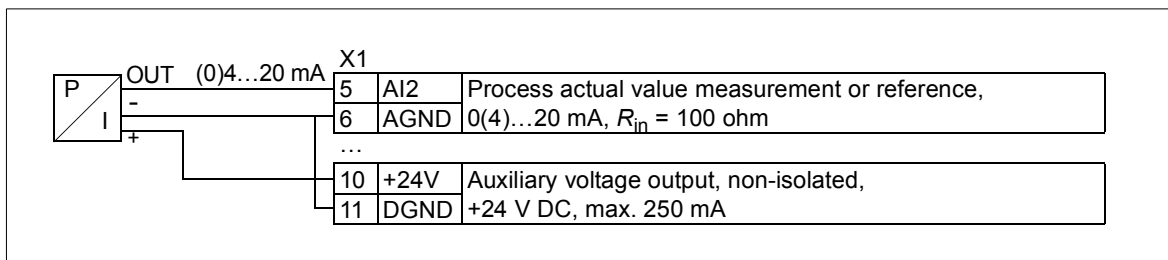 X1
OUT (0)4…20 mA
P
-
I
+
5 AI2 Process actual value measurement or reference,
6 AGND 0(4)…20 mA, Rin = 100 ohm
…
10 +24V Auxiliary voltage output, non-isolated,
11 DGND +24 V DC, max. 250 mA